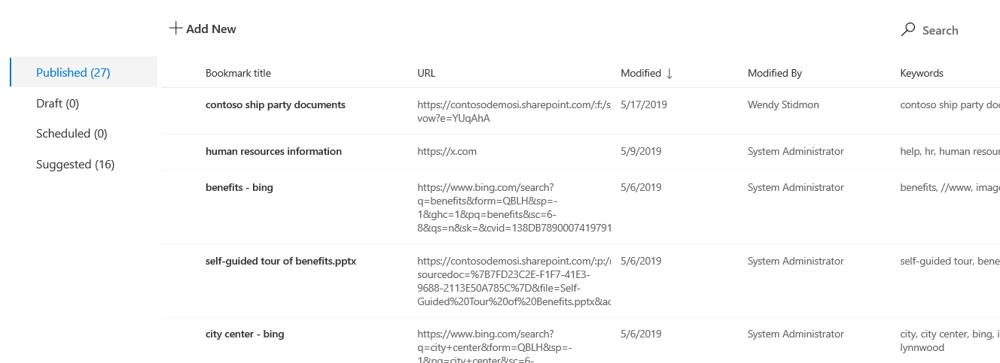 Add New
Search
Published (27)
Draft (0)
Scheduled (0)
Suggested (16)
Bookmark title URL Modified ↓ Modified By Keywords
contoso ship party documents https://contosodemosi.sharepoint.com/:f:/s 5/17/2019 Wendy Stidmon contoso ship party
vow?e=YUqAhA
human resources information https://x.com 5/9/2019 System Administrator help, hr, human
benefits - bing https://www.bing.com/search? 5/6/2019 System Administrator benefits, //www,
q=benefits&form=QBLH&sp=-
1&ghc=1&pq=benefits&sc=6-
8&qs=n&sk=&cvid=138DB7890007419791
self-guided tour of benefits.pptx https://contosodemosi.sharepoint.com/:p:/ 5/6/2019 System Administrator self-guided tour,
sourcedoc=%7B7FD23C2E-F1F7-41E3-
9688-2113E50A785C%7D&file=Self-
Guided%20Tour%20of%20Benefits.pptx&ac
city center - bing https://www.bing.com/search? 5/6/2019 System Administrator city, city center, bing,
q=city+center&form=QBLH&sp=- lynnwood
1&pq=city+center&sc=6-